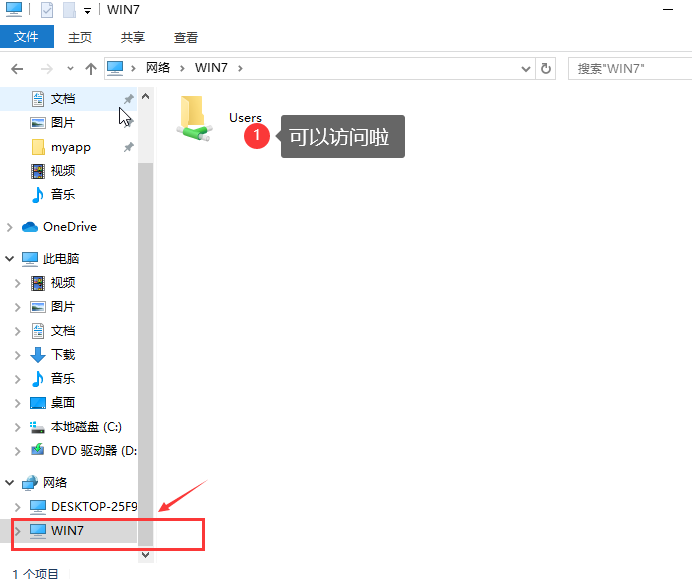 WIN7
文件 主页 共享 查看
网络 WIN7 搜索"WIN7"
文档
图片
myapp
视频
音乐
OneDrive
此电脑
视频
图片
文档
下载
音乐
桌面
本地磁盘 (C:)
DVD 驱动器 (D:
网络
DESKTOP-25F9
WIN7
Users
1 可以访问啦
1 个项目